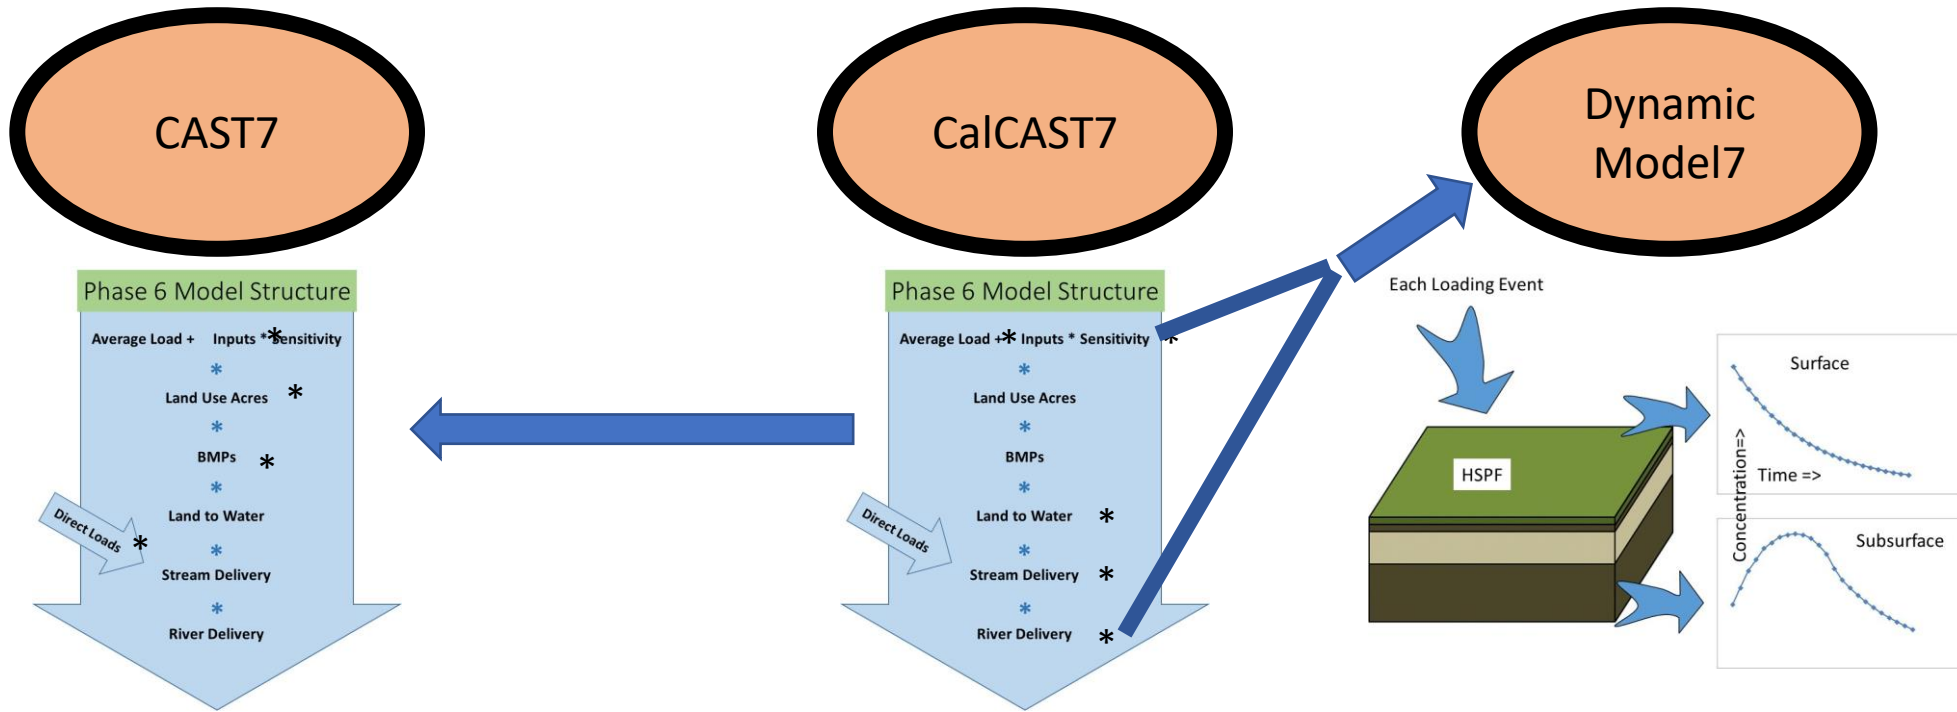 CAST7
CalCAST7
Dynamic
Model7
Phase 6 Model Structure
Average Load + Inputs * *Sensitivity
*
Land Use Acres *
*
BMPs *
*
Land to Water
Direct Loads *
*
Stream Delivery
*
River Delivery
Phase 6 Model Structure
Average Load +* Inputs * Sensitivity *
*
Land Use Acres
*
BMPs
*
Land to Water *
Direct Loads
*
Stream Delivery *
*
River Delivery *
Each Loading Event
HSPF
Surface
Time =>
Concentration=>
Subsurface